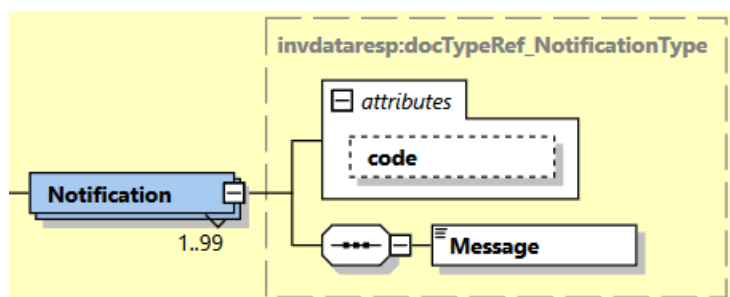 invdataresp:docTypeRef_NotificationType
attributes
code
Notification
1..99
Message